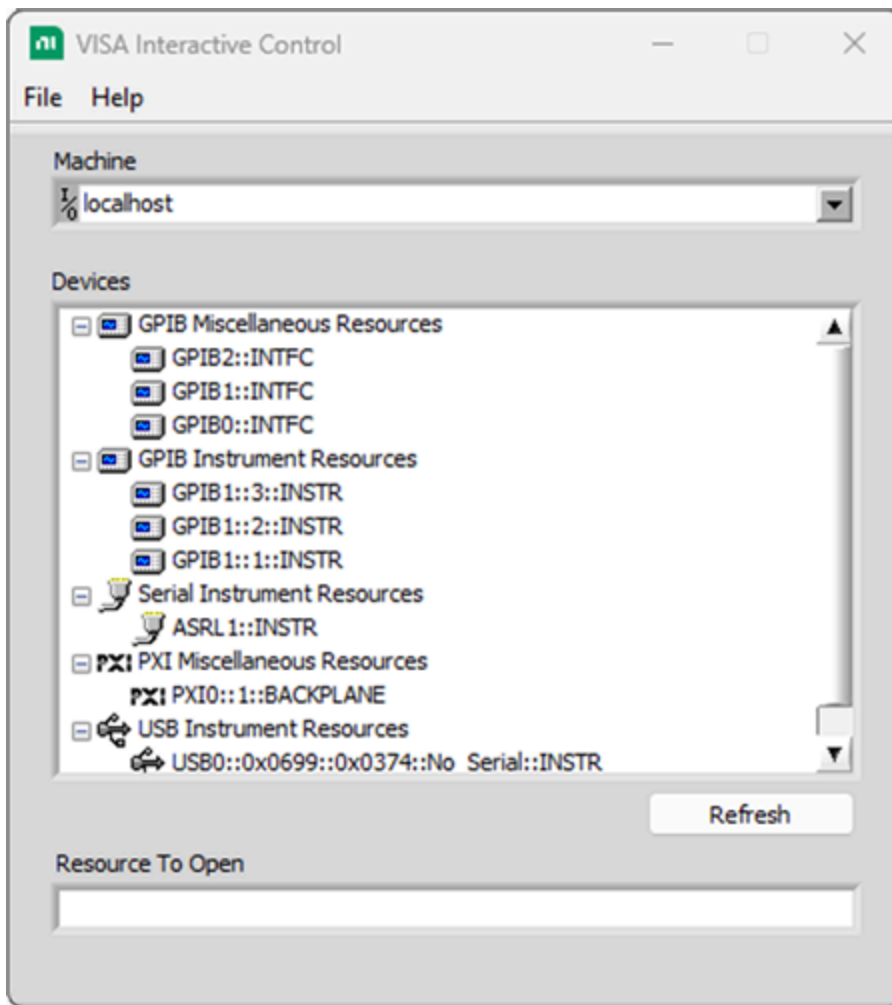 VISA Interactive Control
File Help
Machine
localhost
Devices
GPIB Miscellaneous Resources
GPIB2::INTFC
GPIB1::INTFC
GPIB0::INTFC
GPIB Instrument Resources
GPIB1::3::INSTR
GPIB1::2::INSTR
GPIB1::1::INSTR
Serial Instrument Resources
ASRL1::INSTR
PXI PXI Miscellaneous Resources
PXI PXI0::1::BACKPLANE
USB Instrument Resources
USB0::0x0699::0x0374::No_Serial::INSTR
Refresh
Resource To Open